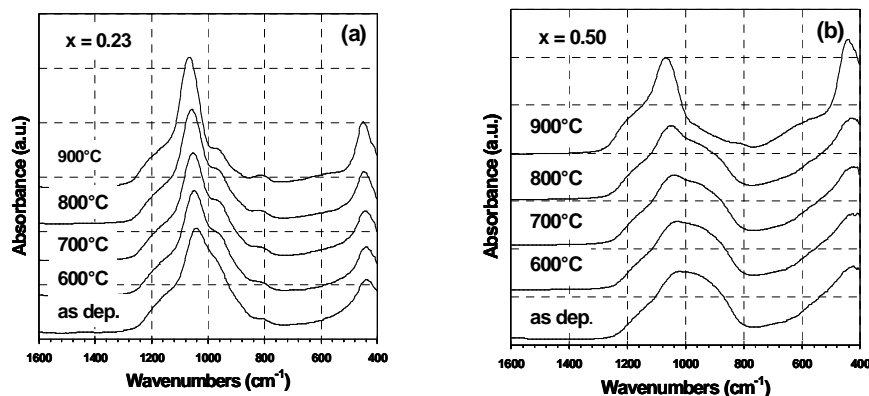 x = 0.23
(a)
900°C
800°C
700°C
600°C
as dep.
Absorbance (a.u.)
1600 1400 1200 1000 800 600 400
Wavenumbers (cm⁻¹)
x = 0.50
(b)
900°C
800°C
700°C
600°C
as dep.
Absorbance (a.u.)
1600 1400 1200 1000 800 600 400
Wavenumbers (cm⁻¹)